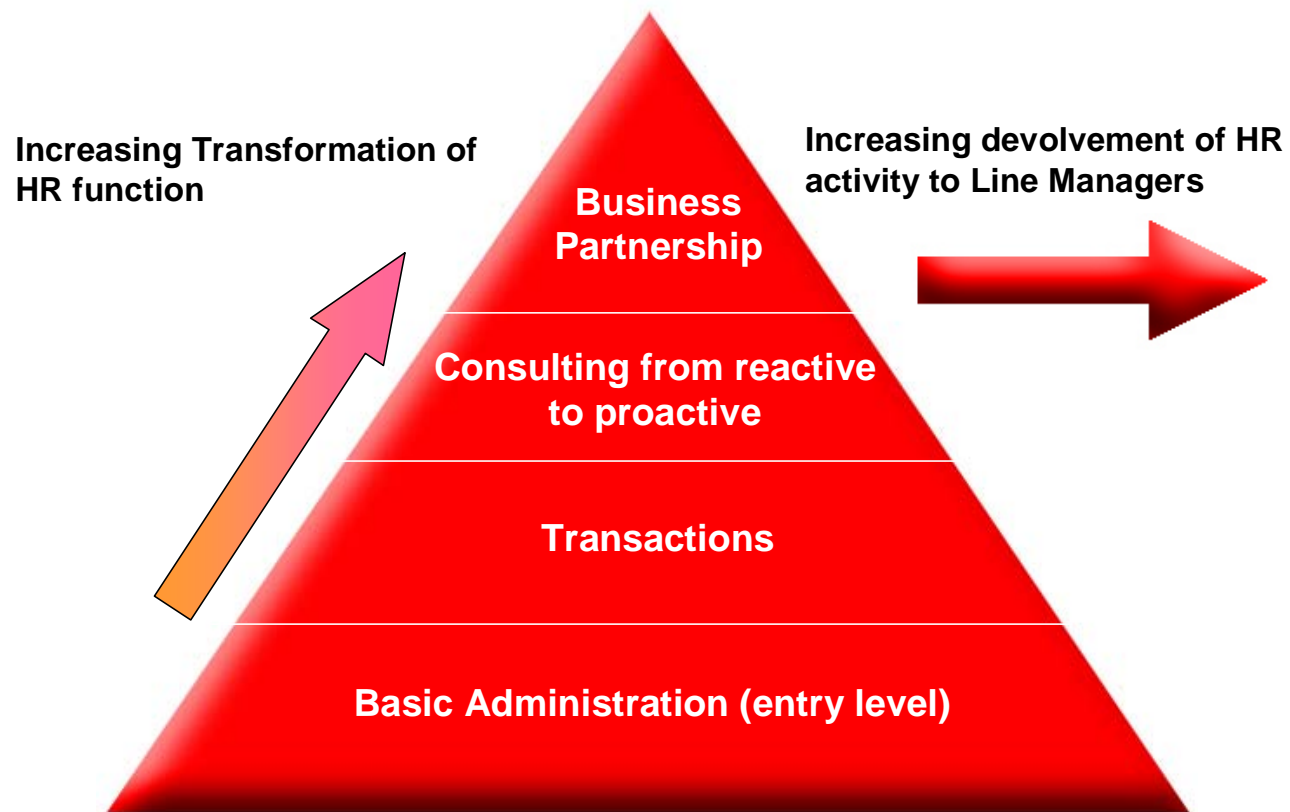 Increasing Transformation of
HR function
Increasing devolvement of HR
activity to Line Managers
Business
Partnership
Consulting from reactive
to proactive
Transactions
Basic Administration (entry level)